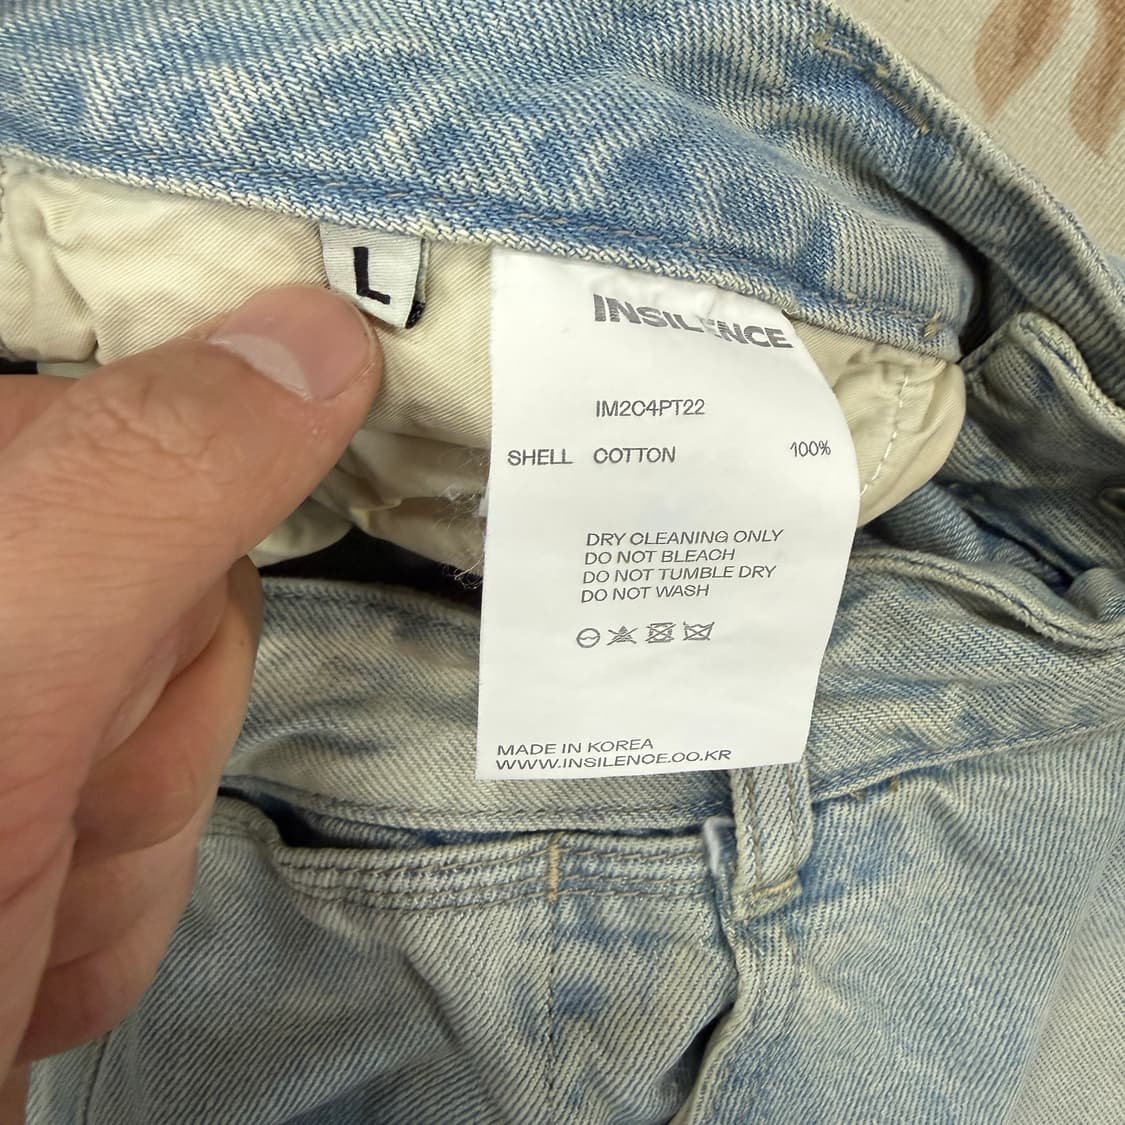 L
INSILENCE
IM2C4PT22
SHELL COTTON 100%
DRY CLEANING ONLY
DO NOT BLEACH
DO NOT TUMBLE DRY
DO NOT WASH
MADE IN KOREA
WWW.INSILENCE.CO.KR